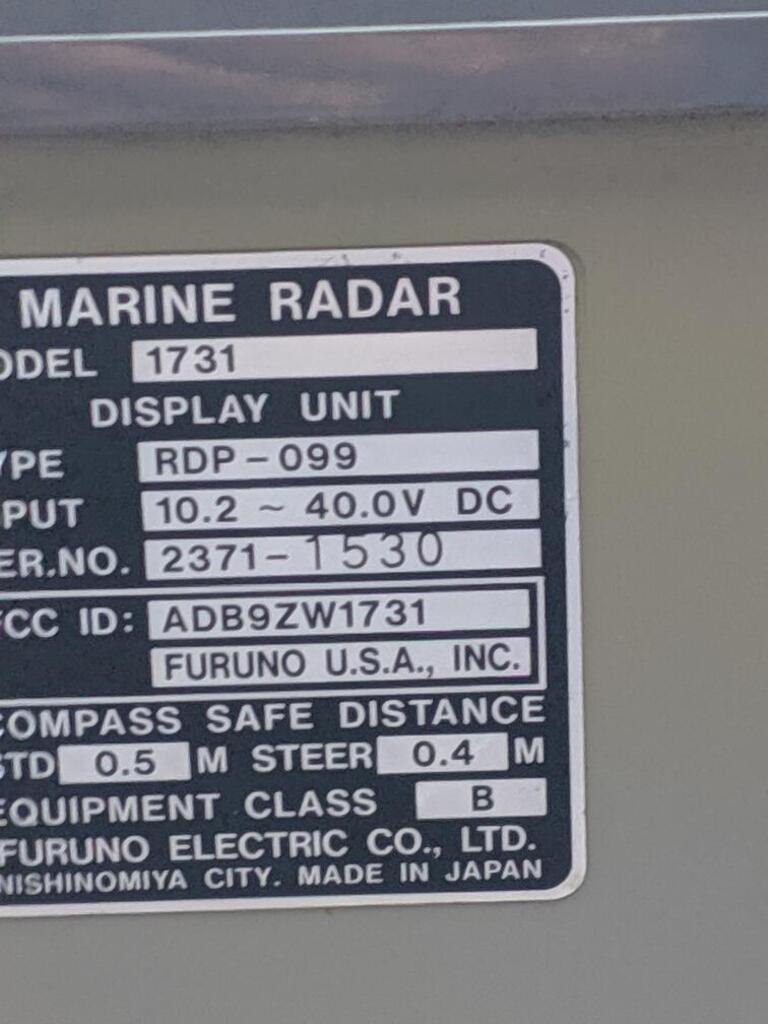 MARINE RADAR
ODEL 1731
DISPLAY UNIT
YPE RDP-099
PUT 10.2 ~ 40.0V DC
ER.NO. 2371-1530
FCC ID: ADB9ZW1731
FURUNO U.S.A., INC.
COMPASS SAFE DISTANCE
STD 0.5 M STEER 0.4 M
EQUIPMENT CLASS B
FURUNO ELECTRIC CO., LTD.
NISHINOMIYA CITY. MADE IN JAPAN